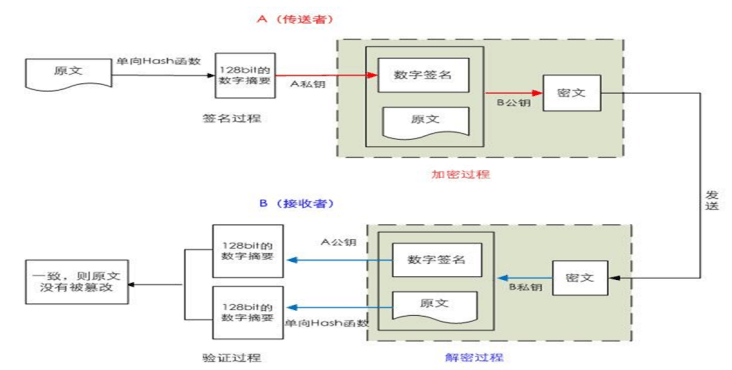 A（传送者）
原文
单向Hash函数
128bit的
数字摘要
A私钥
数字签名
原文
B公钥
密文
签名过程
加密过程
发
送
B（接收者）
一致，则原文
没有被篡改
128bit的
数字摘要
A公钥
数字签名
B私钥
密文
128bit的
数字摘要
单向Hash函数
原文
验证过程
解密过程